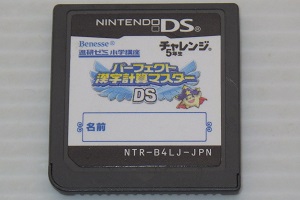 NINTENDO DS
Benesse®
進研ゼミ小学講座
チャレンジ®
5年生
パーフェクト
漢字計算マスター
DS
名前
NTR-B4LJ-JPN